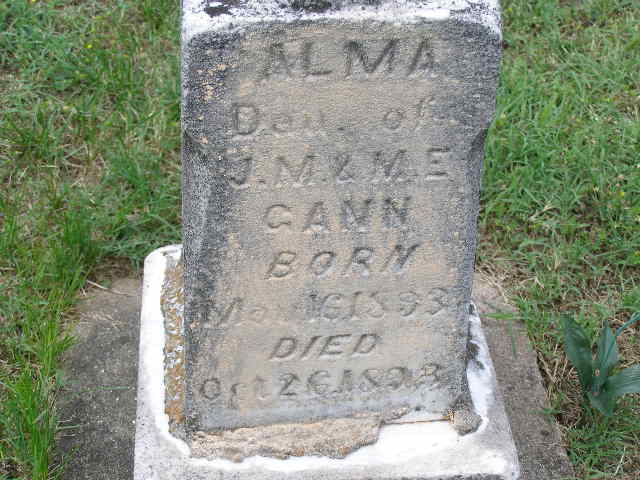 ALMA
Dau. of
J.M. & M.E.
GANN
BORN
16 1893
DIED
Oct 26 1893